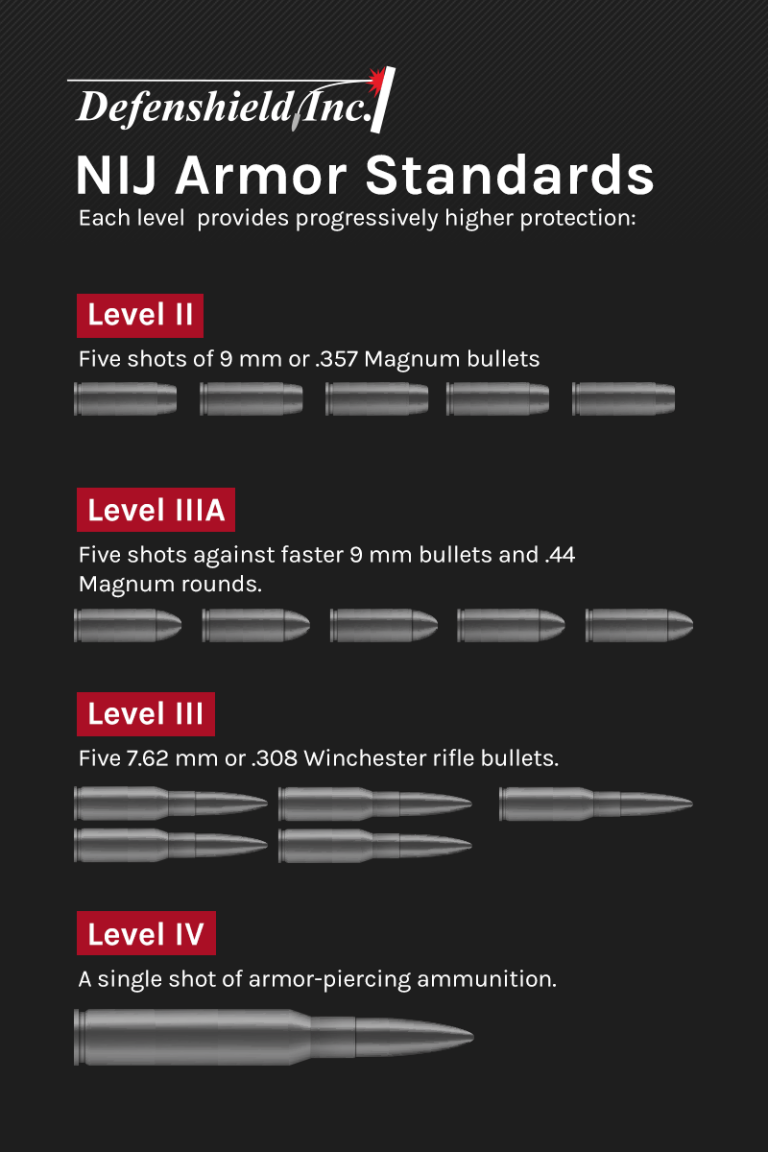 Defenshield, Inc.
NIJ Armor Standards
Each level provides progressively higher protection:
Level II
Five shots of 9 mm or .357 Magnum bullets
Level IIIA
Five shots against faster 9 mm bullets and .44
Magnum rounds.
Level III
Five 7.62 mm or .308 Winchester rifle bullets.
Level IV
A single shot of armor-piercing ammunition.